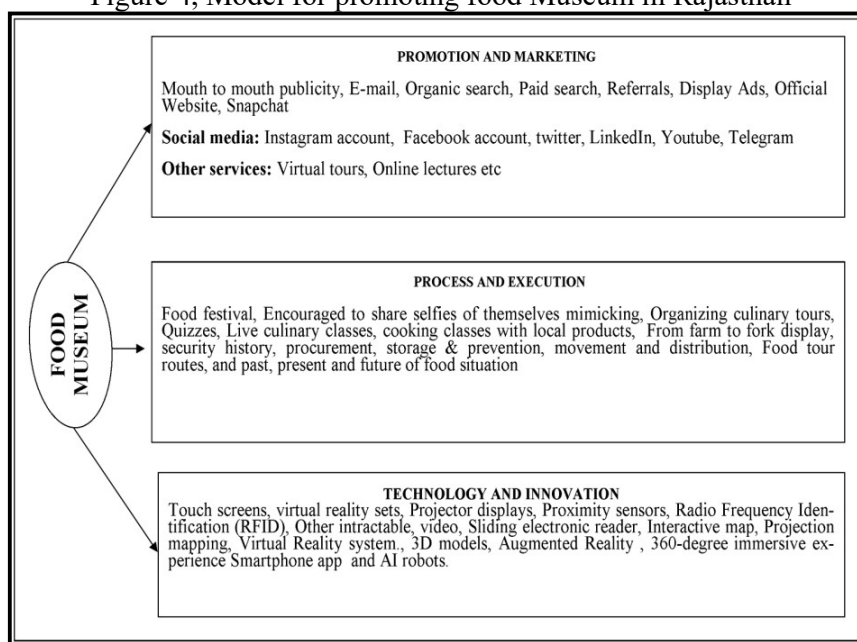 Figure 4, Model for promoting food Museum in Rajasthan
PROMOTION AND MARKETING
Mouth to mouth publicity, E-mail, Organic search, Paid search, Referrals, Display Ads, Official
Website, Snapchat
Social media: Instagram account, Facebook account, twitter, LinkedIn, Youtube, Telegram
Other services: Virtual tours, Online lectures etc
FOOD
MUSEUM
PROCESS AND EXECUTION
Food festival, Encouraged to share selfies of themselves mimicking, Organizing culinary tours,
Quizzes, Live culinary classes, cooking classes with local products, From farm to fork display,
security history, procurement, storage & prevention, movement and distribution, Food tour
routes, and past, present and future of food situation
TECHNOLOGY AND INNOVATION
Touch screens, virtual reality sets, Projector displays, Proximity sensors, Radio Frequency Iden-
tification (RFID), Other intractable, video, Sliding electronic reader, Interactive map, Projection
mapping, Virtual Reality system., 3D models, Augmented Reality , 360-degree immersive ex-
perience Smartphone app and AI robots.